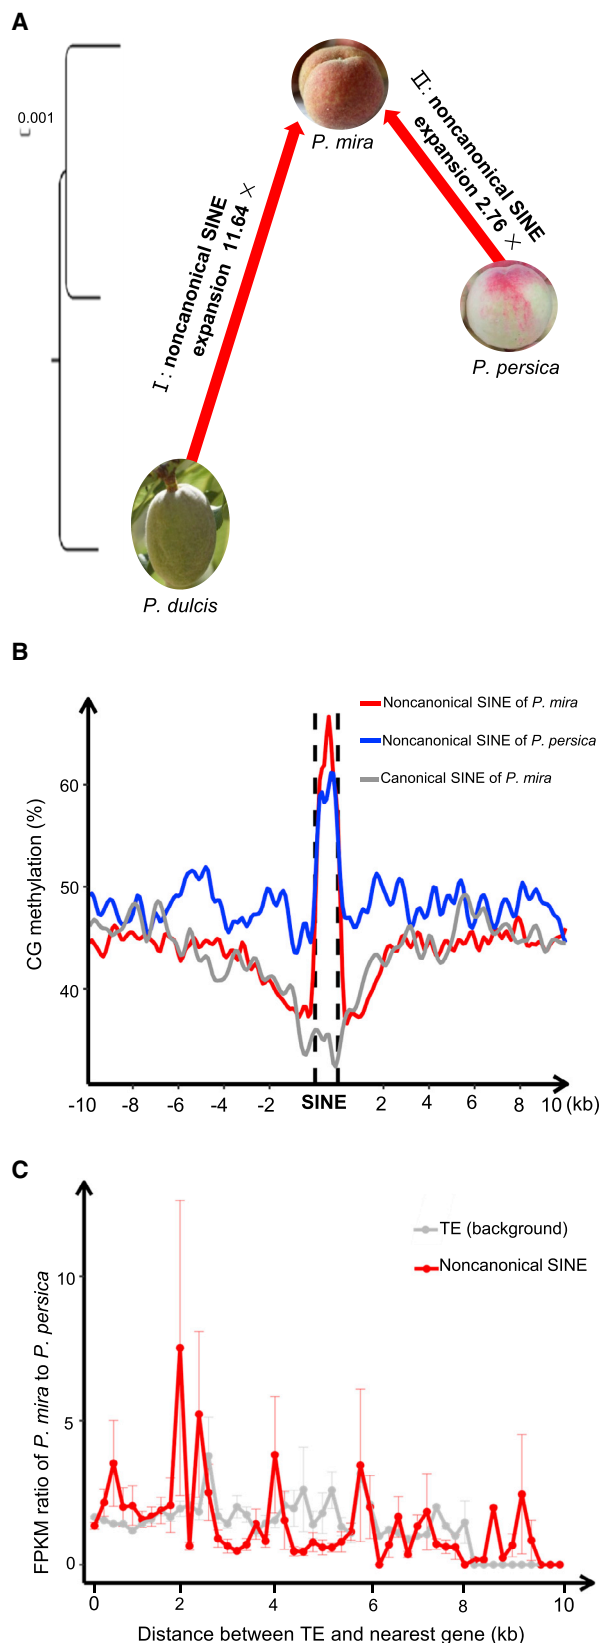 A
0.001
P. mira
I: noncanonical SINE
expansion 11.64 ×
II: noncanonical SINE
expansion 2.76 ×
P. persica
P. dulcis
B
Noncanonical SINE of P. mira
Noncanonical SINE of P. persica
Canonical SINE of P. mira
CG methylation (%)
60
50
40
-10 -8 -6 -4 -2 SINE 2 4 6 8 10 (kb)
C
TE (background)
Noncanonical SINE
FPKM ratio of P. mira to P. persica
10
5
0
0 2 4 6 8 10
Distance between TE and nearest gene (kb)